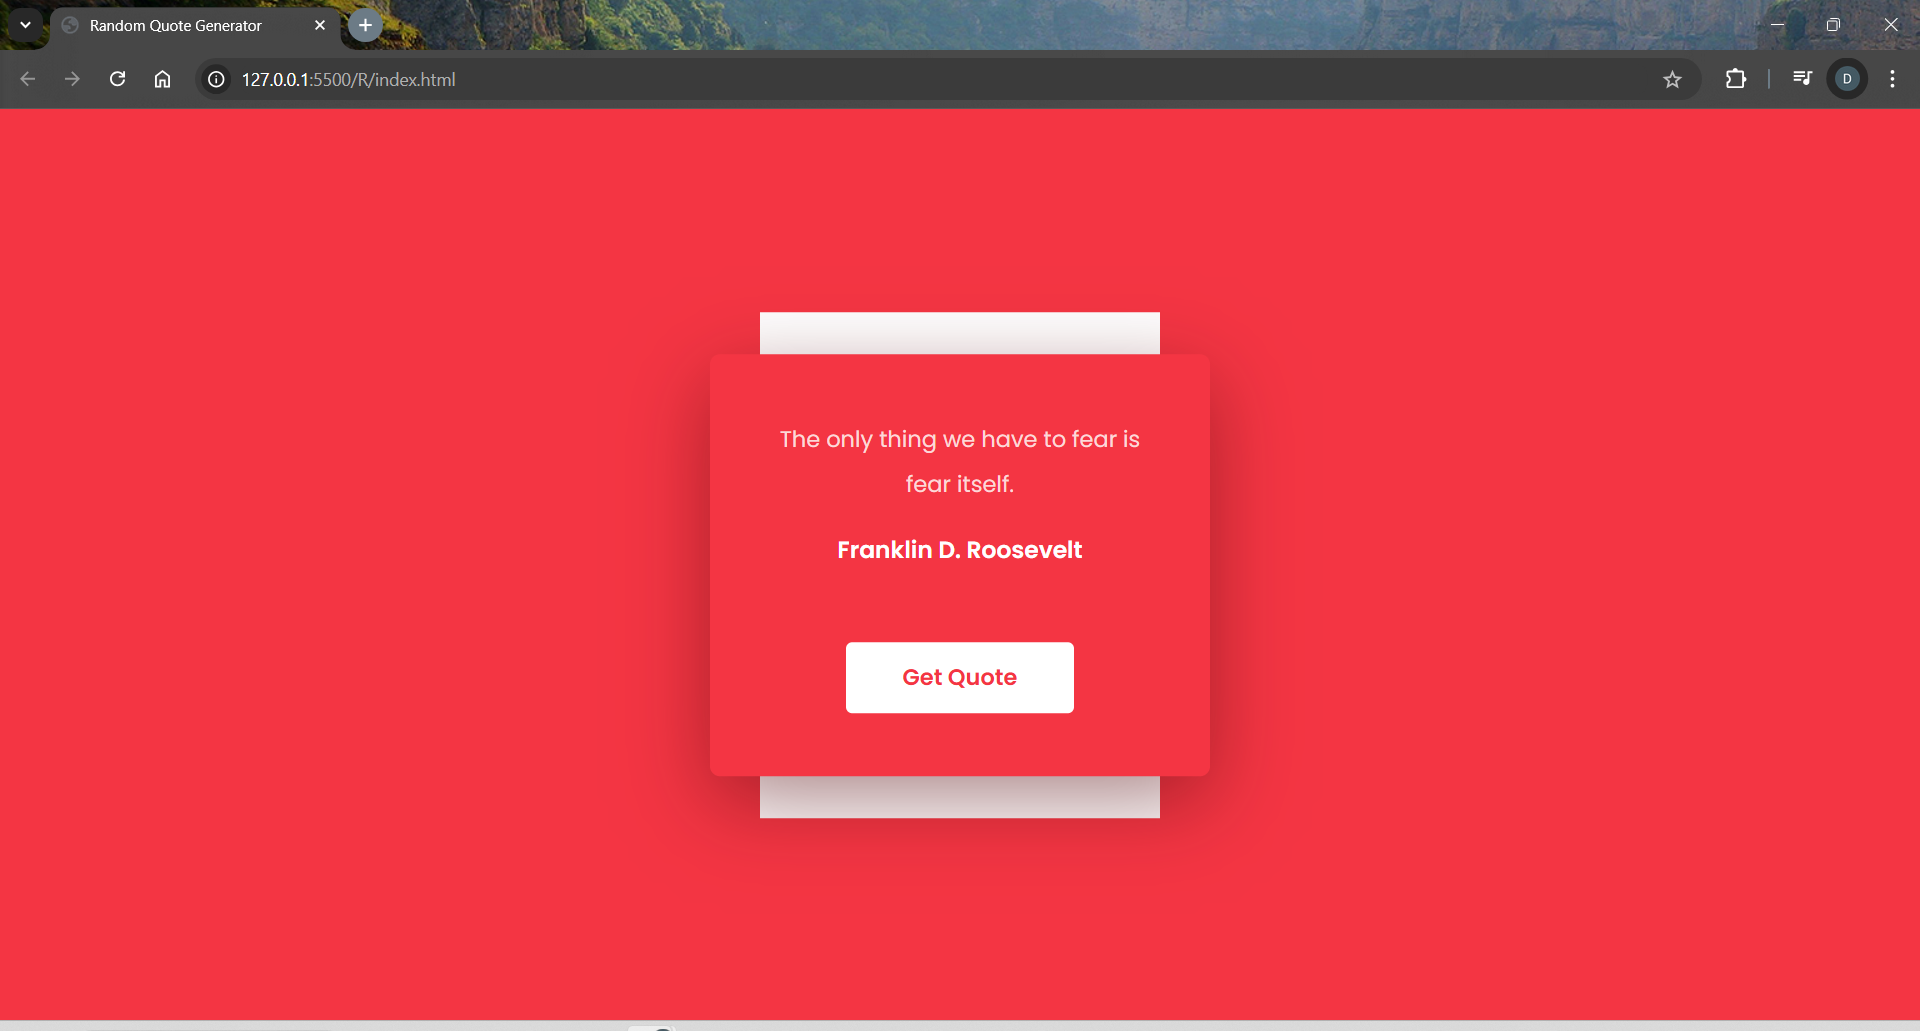 Random Quote Generator
127.0.0.1:5500/R/index.html
D
The only thing we have to fear is
fear itself.
Franklin D. Roosevelt
Get Quote